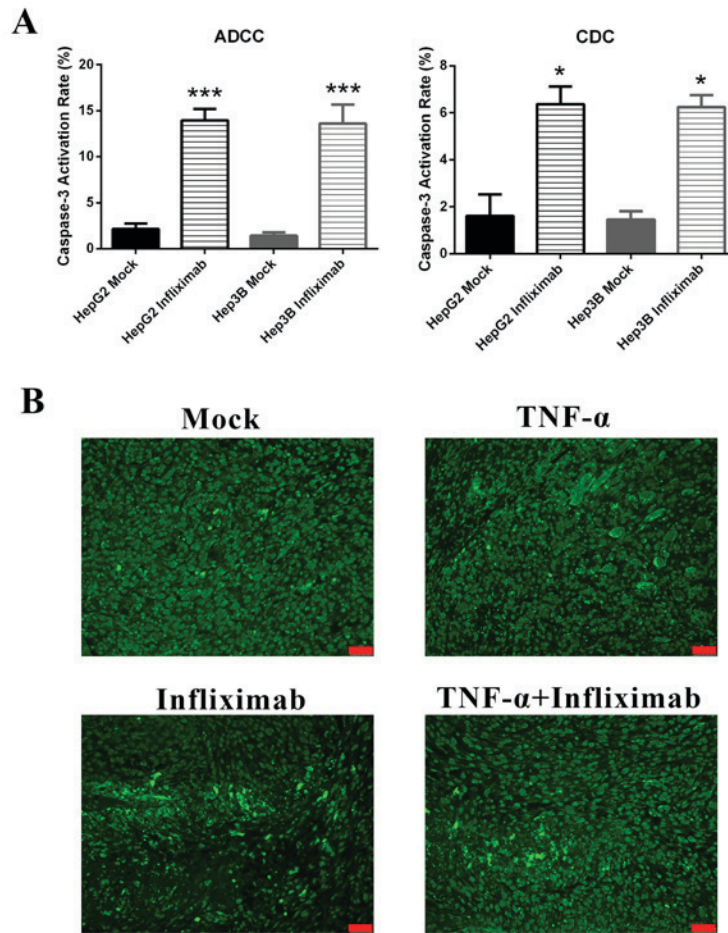 A
ADCC
Caspase-3 Activation Rate (%)
20
15
10
5
0
***
***
HepG2 Mock
HepG2 Infliximab
Hep3B Mock
Hep3B Infliximab
CDC
Caspase-3 Activation Rate (%)
8
6
4
2
0
*
*
HepG2 Mock
HepG2 Infliximab
Hep3B Mock
Hep3B Infliximab
B
Mock
TNF-α
Infliximab
TNF-α+Infliximab